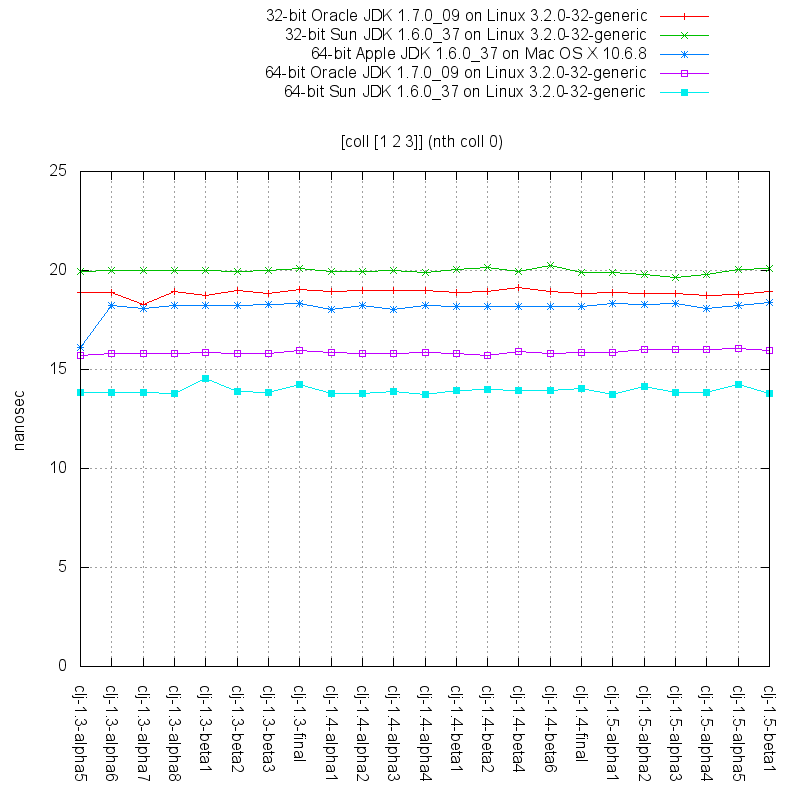 32-bit Oracle JDK 1.7.0_09 on Linux 3.2.0-32-generic
32-bit Sun JDK 1.6.0_37 on Linux 3.2.0-32-generic
64-bit Apple JDK 1.6.0_37 on Mac OS X 10.6.8
64-bit Oracle JDK 1.7.0_09 on Linux 3.2.0-32-generic
64-bit Sun JDK 1.6.0_37 on Linux 3.2.0-32-generic
[coll [1 2 3]] (nth coll 0)
25
20
15
10
5
0
nanosec
clj-1.3-alpha5
clj-1.3-alpha6
clj-1.3-alpha7
clj-1.3-alpha8
clj-1.3-beta1
clj-1.3-beta2
clj-1.3-beta3
clj-1.3-final
clj-1.4-alpha1
clj-1.4-alpha2
clj-1.4-alpha3
clj-1.4-alpha4
clj-1.4-beta1
clj-1.4-beta2
clj-1.4-beta4
clj-1.4-beta6
clj-1.4-final
clj-1.5-alpha1
clj-1.5-alpha2
clj-1.5-alpha3
clj-1.5-alpha4
clj-1.5-alpha5
clj-1.5-beta1